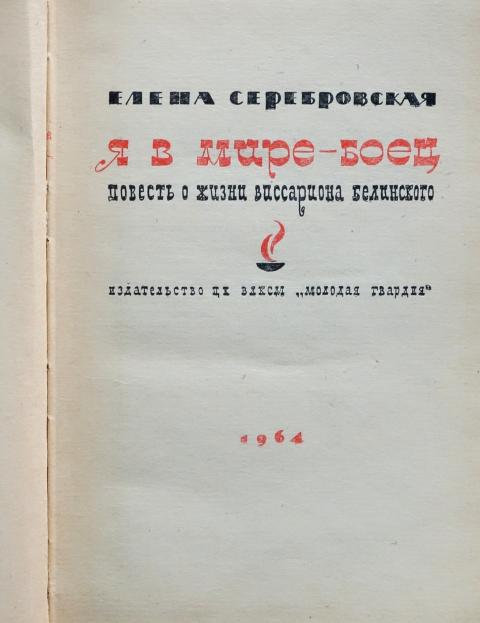 ЕЛЕНА СЕРЕБРОВСКАЯ
Я В МИРЕ-БОЕЦ
ПОВЕСТЬ О ЖИЗНИ ВИССАРИОНА БЕЛИНСКОГО
ИЗДАТЕЛЬСТВО ЦК ВЛКСМ „МОЛОДАЯ ГВАРДИЯ“
1964